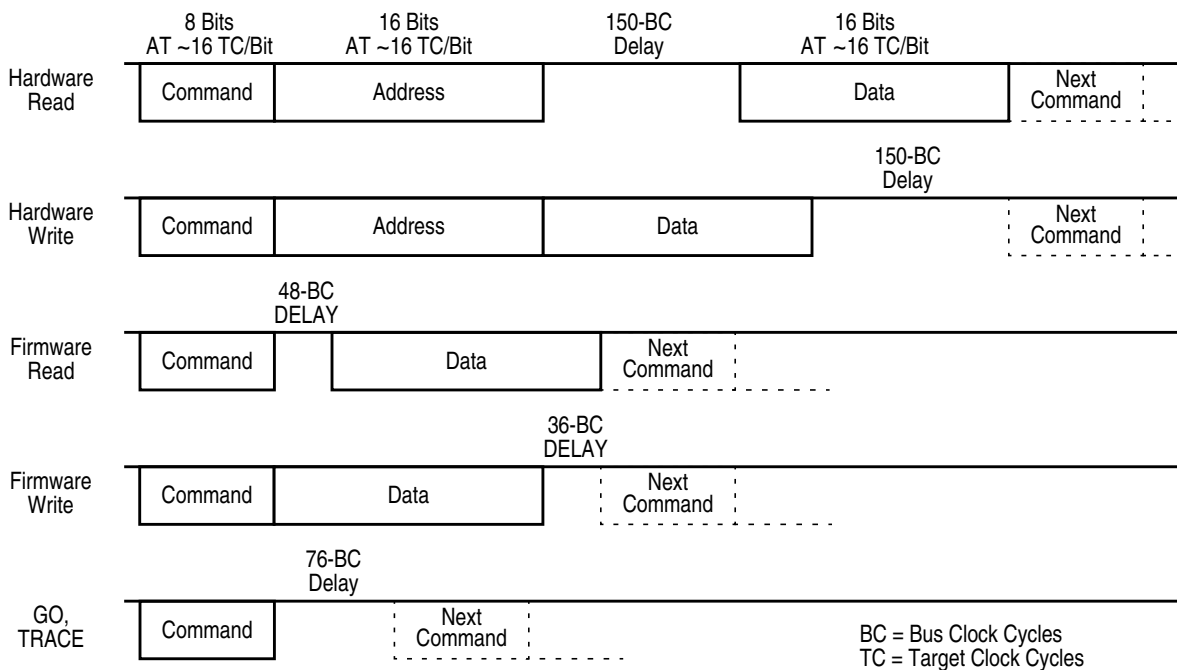 8 Bits
AT ~16 TC/Bit
16 Bits
AT ~16 TC/Bit
150-BC
Delay
16 Bits
AT ~16 TC/Bit
Hardware
Read
Command
Address
Data
Next
Command
150-BC
Delay
Hardware
Write
Command
Address
Data
Next
Command
48-BC
DELAY
Firmware
Read
Command
Data
Next
Command
36-BC
DELAY
Firmware
Write
Command
Data
Next
Command
76-BC
Delay
GO,
TRACE
Command
Next
Command
BC = Bus Clock Cycles
TC = Target Clock Cycles